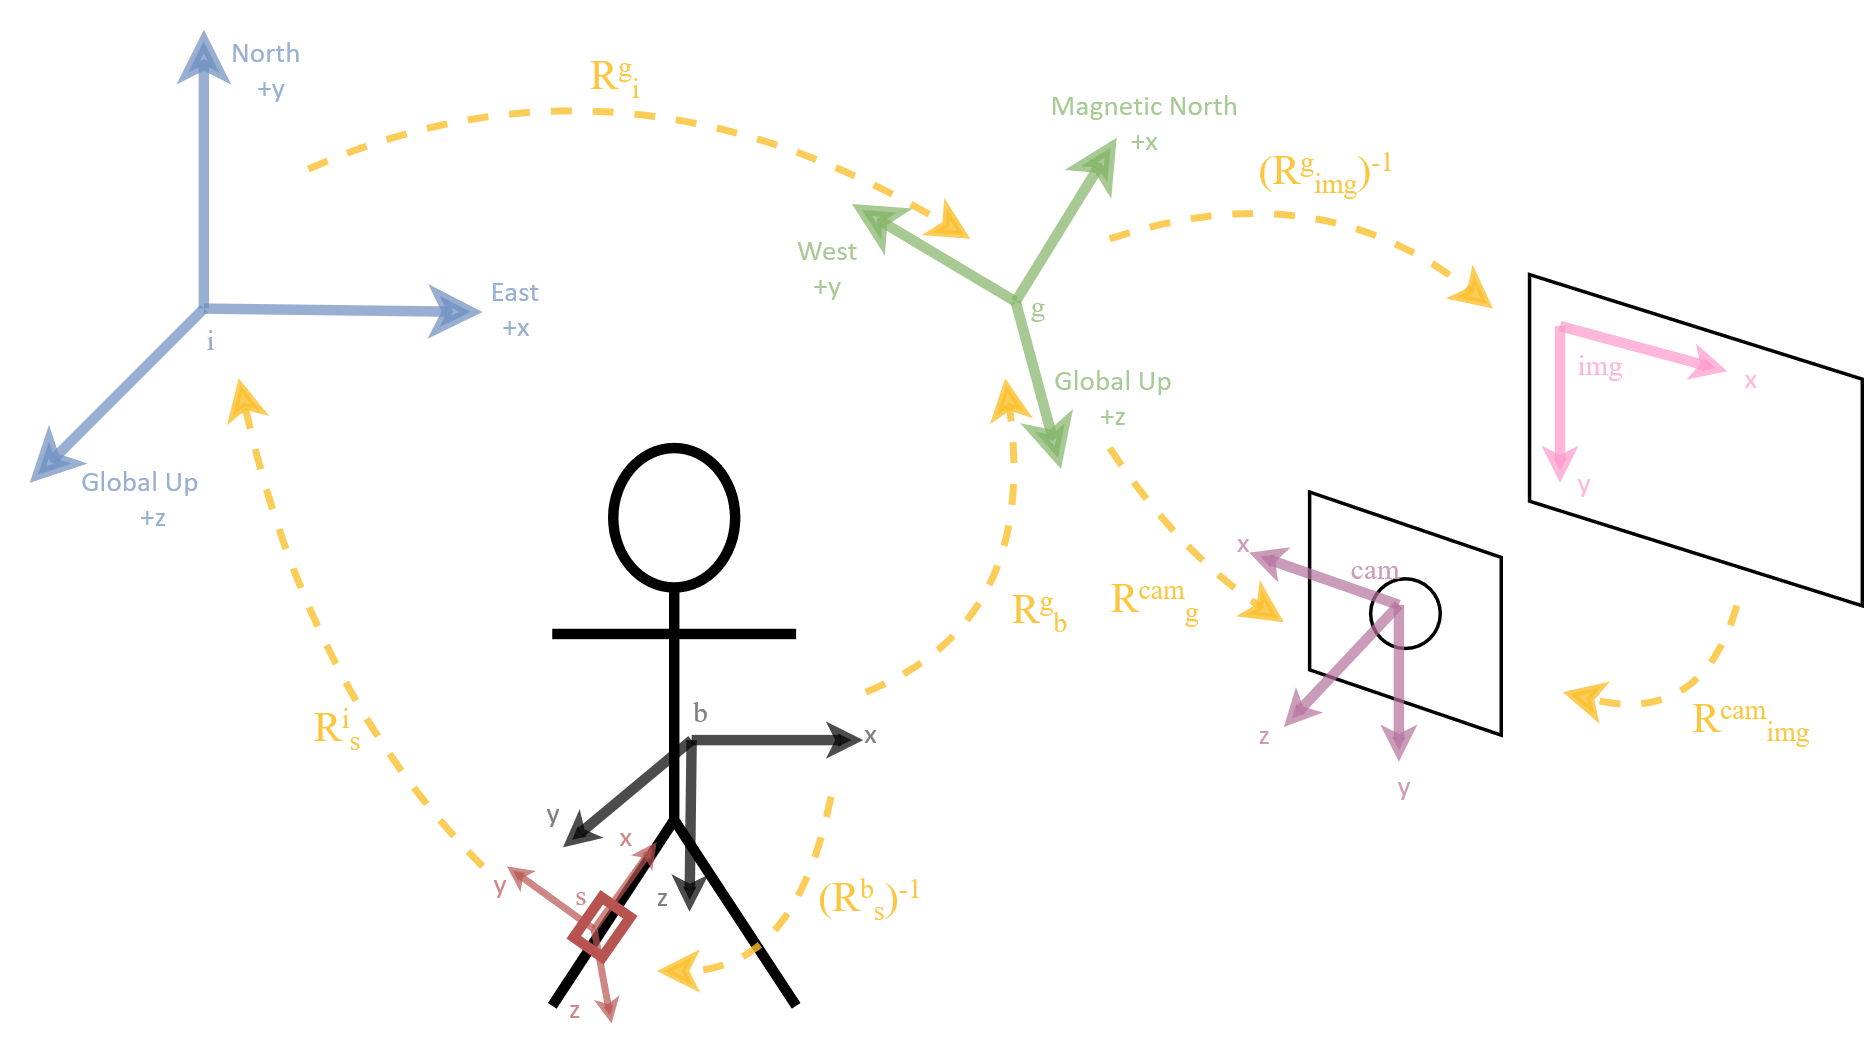 North
+y
R^g_i
Magnetic North
+x
(R^g_img)^-1
West
+y
East
+x
i
g
Global Up
+z
img
x
y
Global Up
+z
x
cam
R^cam_g
R^g_b
z
y
R^cam_img
R^i_s
b
x
y
x
z
y
s
(R^b_s)^-1
z